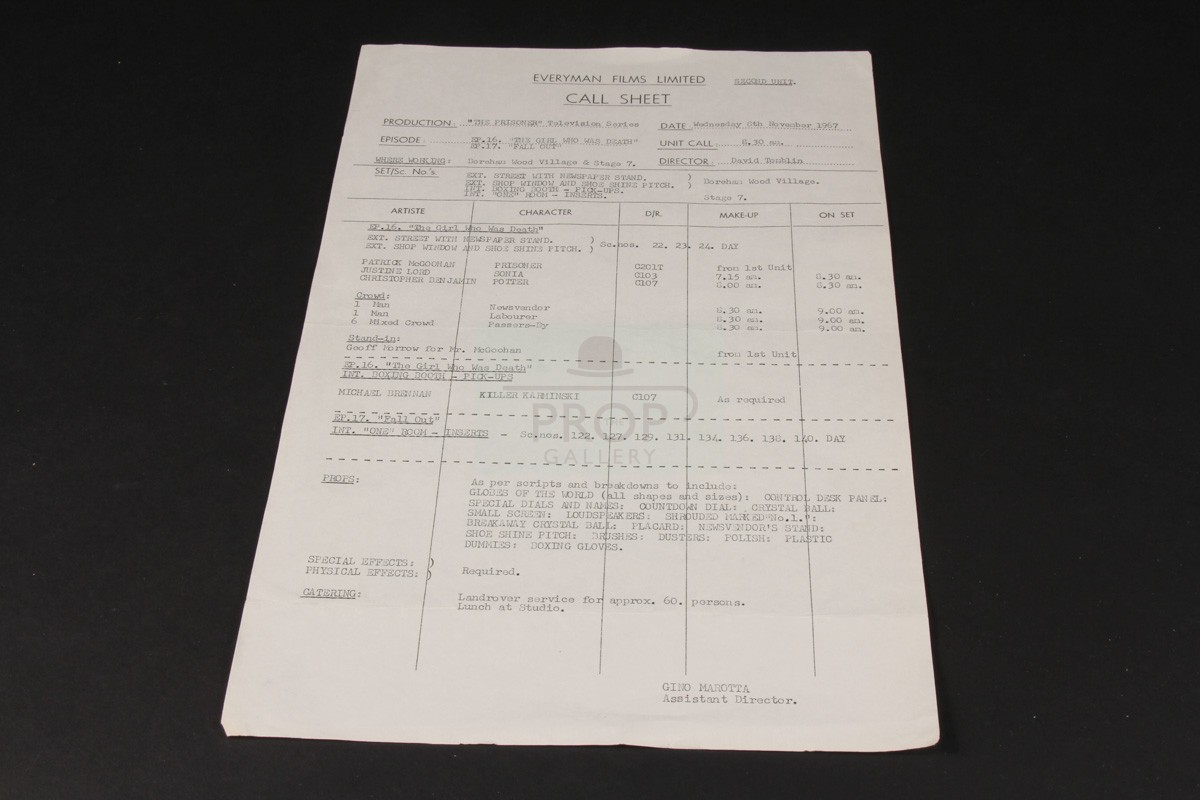 EVERYMAN FILMS LIMITED SECOND UNIT.
CALL SHEET
PRODUCTION: "THE PRISONER" Television Series DATE Wednesday 8th November 1967
EPISODE: EP.16. "THE GIRL WHO WAS DEATH" UNIT CALL 8.30 am.
EP.17. "FALL OUT"
WHERE WORKING: Borehan Wood Village & Stage 7. DIRECTOR: David Tomblin
SET/Sc. No's. EXT. STREET WITH NEWSPAPER STAND. )
EXT. SHOP WINDOW AND SHOE SHINE PITCH. ) Borehan Wood Village.
INT. BOXING BOOTH - PICK-UPS.
INT. "ONE" ROOM - INSERTS. Stage 7.
ARTISTE CHARACTER D/R. MAKE-UP ON SET
EP.16. "The Girl Who Was Death"
EXT. STREET WITH NEWSPAPER STAND. )
EXT. SHOP WINDOW AND SHOE SHINE PITCH. ) Sc.nos. 22. 23. 24. DAY
PATRICK McGOOHAN PRISONER C201T from 1st Unit
JUSTINE LORD SONIA C103 7.15 am. 8.30 am.
CHRISTOPHER BENJAMIN POTTER C107 8.00 am. 8.30 am.
Crowd:
1 Man Newsvendor 8.30 am. 9.00 am.
1 Man Labourer 8.30 am. 9.00 am.
6 Mixed Crowd Passers-By 8.30 am. 9.00 am.
Stand-in:
Geoff Morrow for Mr. McGoohan from 1st Unit
EP.16. "The Girl Who Was Death"
INT. BOXING BOOTH - PICK-UPS
MICHAEL BRENNAN KILLER KARMINSKI C107 As required
EP.17. "Fall Out"
INT. "ONE" ROOM - INSERTS - Sc.nos. 122. 127. 129. 131. 134. 136. 138. 140. DAY
THE PROP GALLERY
PROPS: As per scripts and breakdowns to include:
GLOBES OF THE WORLD (all shapes and sizes): CONTROL DESK PANEL:
SPECIAL DIALS AND NAMES: COUNTDOWN DIAL: CRYSTAL BALL:
SMALL SCREEN: LOUDSPEAKERS: SHROUDED MARKED"No.1.":
BREAKAWAY CRYSTAL BALL: PLACARD: NEWSVENDOR'S STAND:
SHOE SHINE PITCH: BRUSHES: DUSTERS: POLISH: PLASTIC
DUMMIES: BOXING GLOVES.
SPECIAL EFFECTS: )
PHYSICAL EFFECTS: ) Required.
CATERING: Landrover service for approx. 60. persons.
Lunch at Studio.
GINO MAROTTA
Assistant Director.